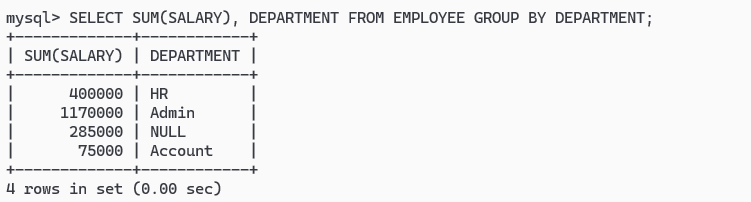 mysql> SELECT SUM(SALARY), DEPARTMENT FROM EMPLOYEE GROUP BY DEPARTMENT;
+-------------+------------+
| SUM(SALARY) | DEPARTMENT |
+-------------+------------+
|      400000 | HR         |
|     1170000 | Admin      |
|      285000 | NULL       |
|       75000 | Account    |
+-------------+------------+
4 rows in set (0.00 sec)